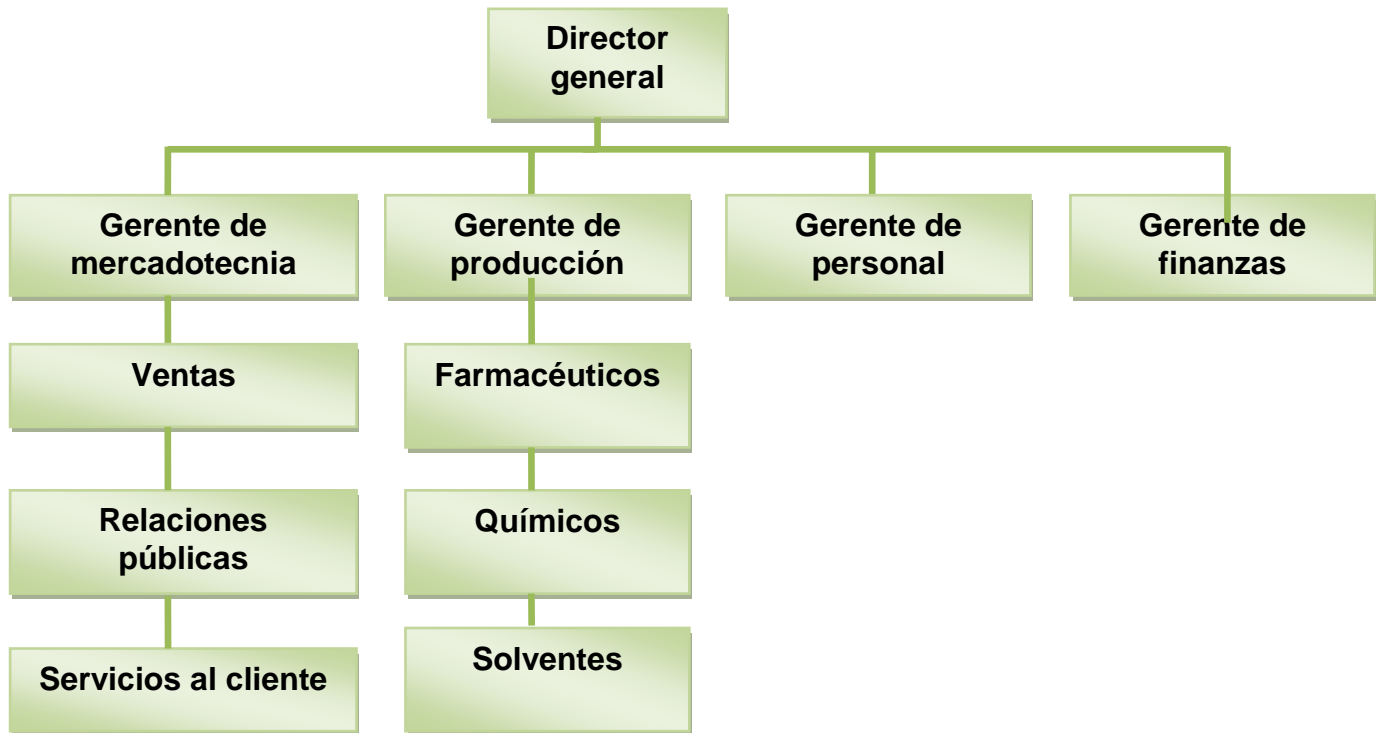 Director
general
Gerente de
mercadotecnia
Gerente de
producción
Gerente de
personal
Gerente de
finanzas
Ventas
Farmacéuticos
Relaciones
públicas
Químicos
Servicios al cliente
Solventes